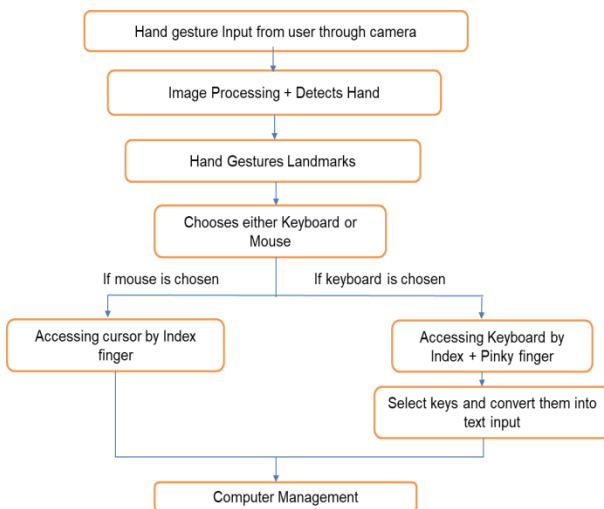 Hand gesture Input from user through camera
Image Processing + Detects Hand
Hand Gestures Landmarks
Chooses either Keyboard or
Mouse
If mouse is chosen
If keyboard is chosen
Accessing cursor by Index
finger
Accessing Keyboard by
Index + Pinky finger
Select keys and convert them into
text input
Computer Management